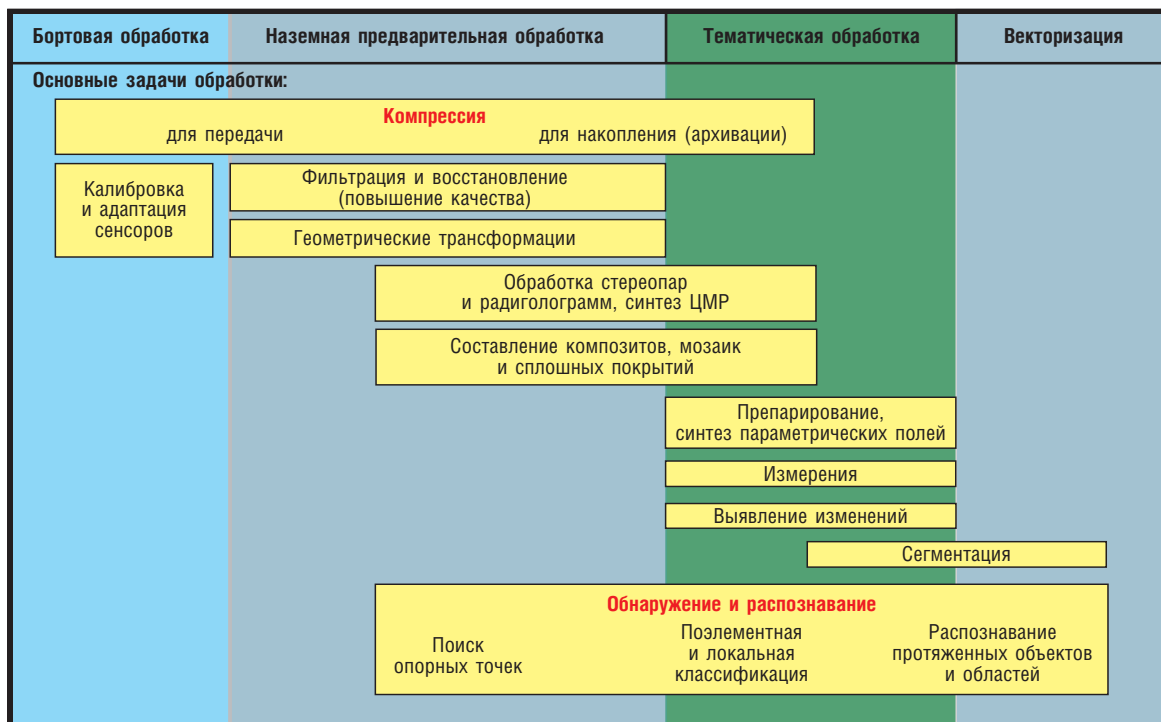 Бортовая обработка
Наземная предварительная обработка
Тематическая обработка
Векторизация
Основные задачи обработки:
Компрессия
для передачи
для накопления (архивации)
Калибровка
и адаптация
сенсоров
Фильтрация и восстановление
(повышение качества)
Геометрические трансформации
Обработка стереопар
и радиголограмм, синтез ЦМР
Составление композитов, мозаик
и сплошных покрытий
Препарирование,
синтез параметрических полей
Измерения
Выявление изменений
Сегментация
Обнаружение и распознавание
Поиск
опорных точек
Поэлементная
и локальная
классификация
Распознавание
протяженных объектов
и областей